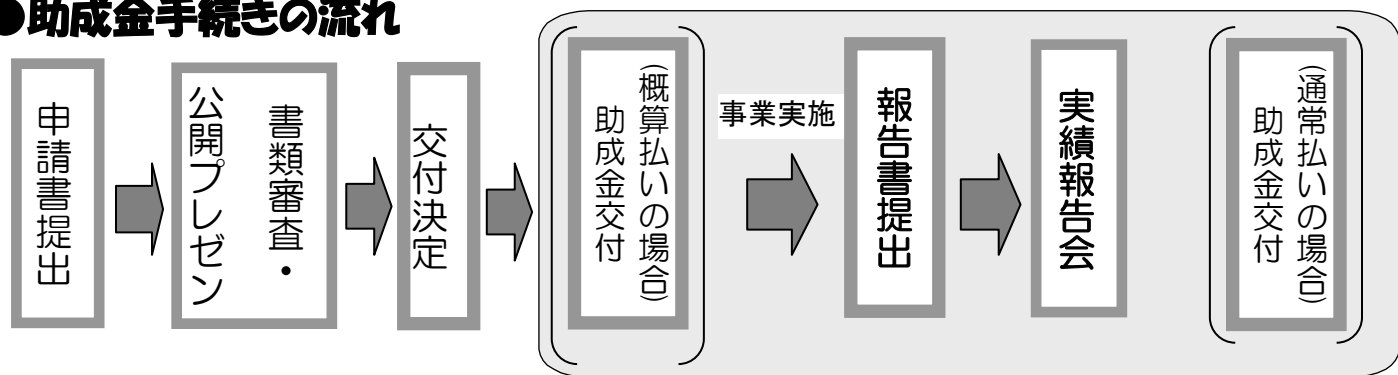 ●助成金手続きの流れ
申請書提出
書類審査・
公開プレゼン
交付決定
(概算払いの場合)
助成金交付
事業実施
報告書提出
実績報告会
(通常払いの場合)
助成金交付